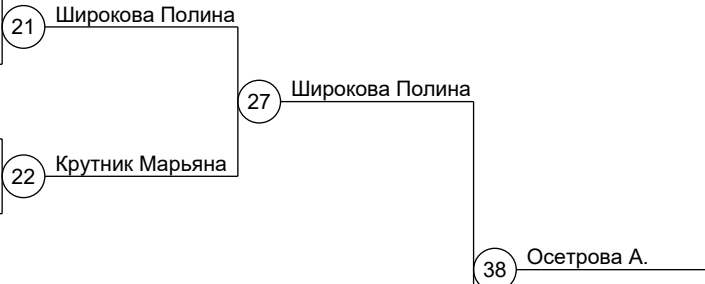 21 Широкова Полина
27 Широкова Полина
22 Крутник Марьяна
38 Осетрова А.